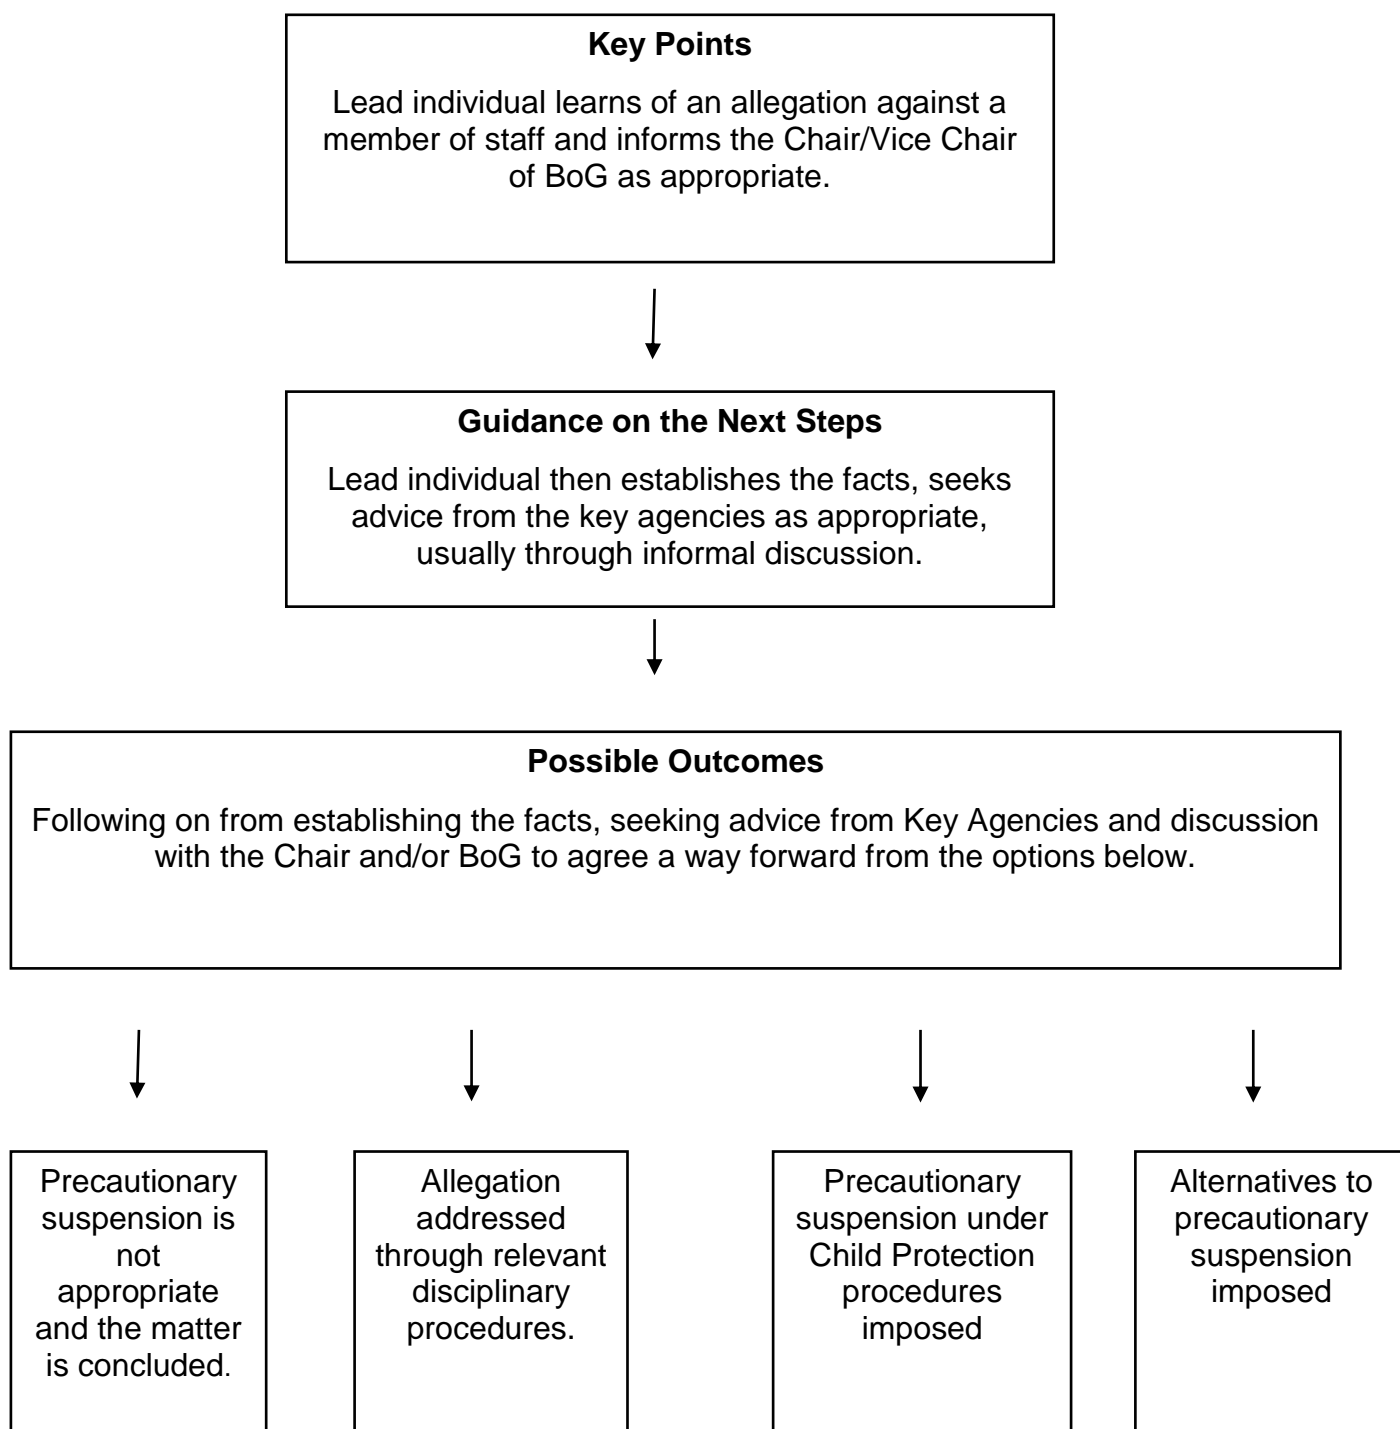 Key Points
Lead individual learns of an allegation against a
member of staff and informs the Chair/Vice Chair
of BoG as appropriate.
Guidance on the Next Steps
Lead individual then establishes the facts, seeks
advice from the key agencies as appropriate,
usually through informal discussion.
Possible Outcomes
Following on from establishing the facts, seeking advice from Key Agencies and discussion
with the Chair and/or BoG to agree a way forward from the options below.
Precautionary
suspension is
not
appropriate
and the matter
is concluded.
Allegation
addressed
through relevant
disciplinary
procedures.
Precautionary
suspension under
Child Protection
procedures
imposed
Alternatives to
precautionary
suspension
imposed